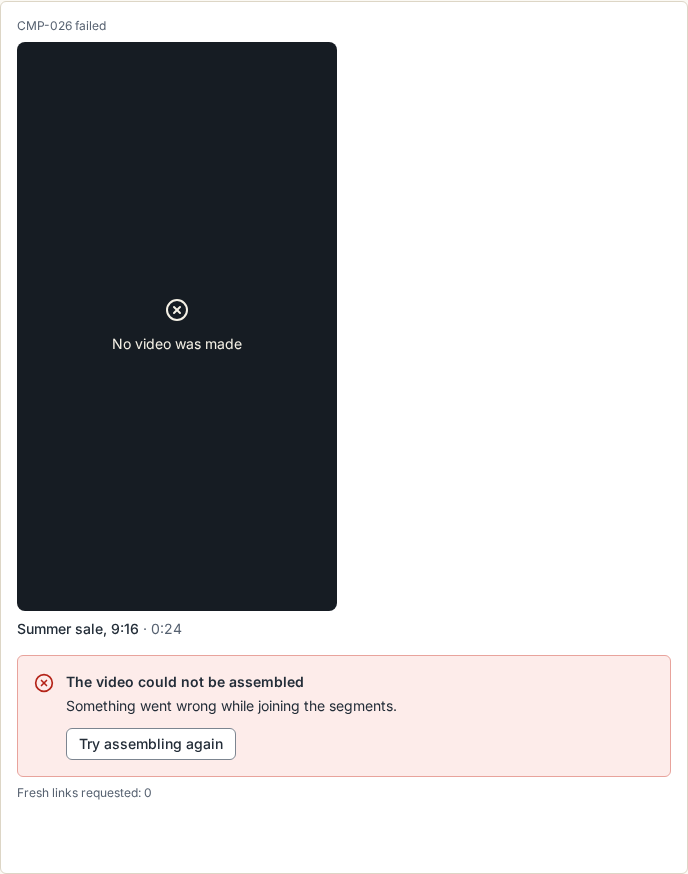 CMP-026 failed
No video was made
Summer sale, 9:16 · 0:24
The video could not be assembled
Something went wrong while joining the segments.
Try assembling again
Fresh links requested: 0